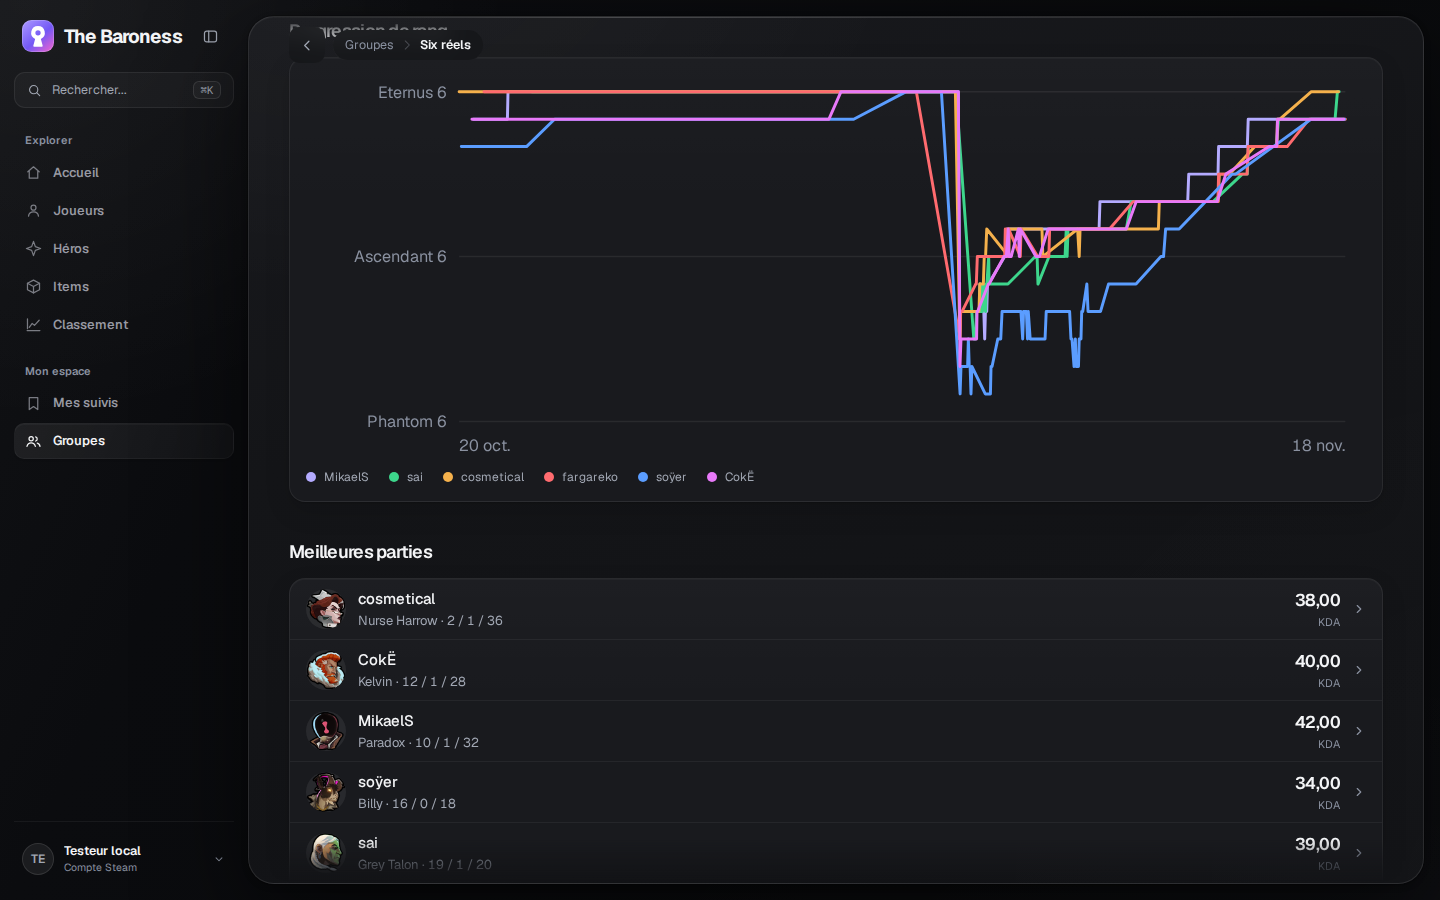 The Baroness
Rechercher...
⌘K
Explorer
Accueil
Joueurs
Héros
Items
Classement
Mon espace
Mes suivis
Groupes
Testeur local
Compte Steam
TE
Groupes > Six réels
Eternus 6
Ascendant 6
Phantom 6
20 oct.
18 nov.
MikaelS
sai
cosmetical
fargareko
soÿer
CokË
Meilleures parties
cosmetical
Nurse Harrow · 2 / 1 / 36
38,00
KDA
CokË
Kelvin · 12 / 1 / 28
40,00
KDA
MikaelS
Paradox · 10 / 1 / 32
42,00
KDA
soÿer
Billy · 16 / 0 / 18
34,00
KDA
sai
Grey Talon · 19 / 1 / 20
39,00
KDA